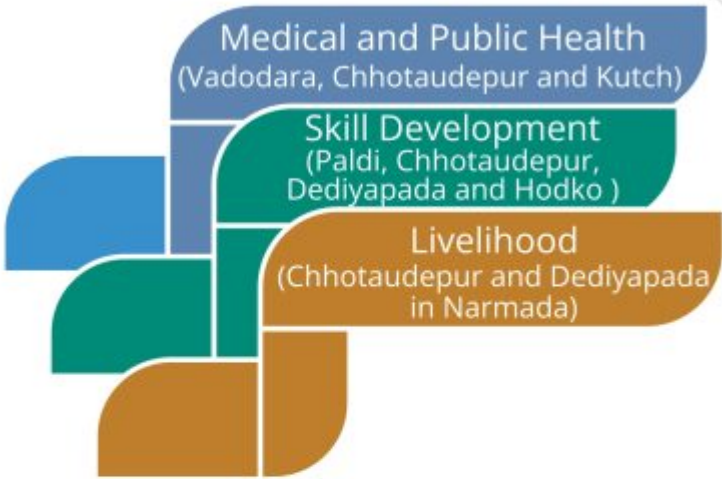 Medical and Public Health
(Vadodara, Chhotaudepur and Kutch)
Skill Development
(Paldi, Chhotaudepur,
Dediyapada and Hodko )
Livelihood
(Chhotaudepur and Dediyapada
in Narmada)